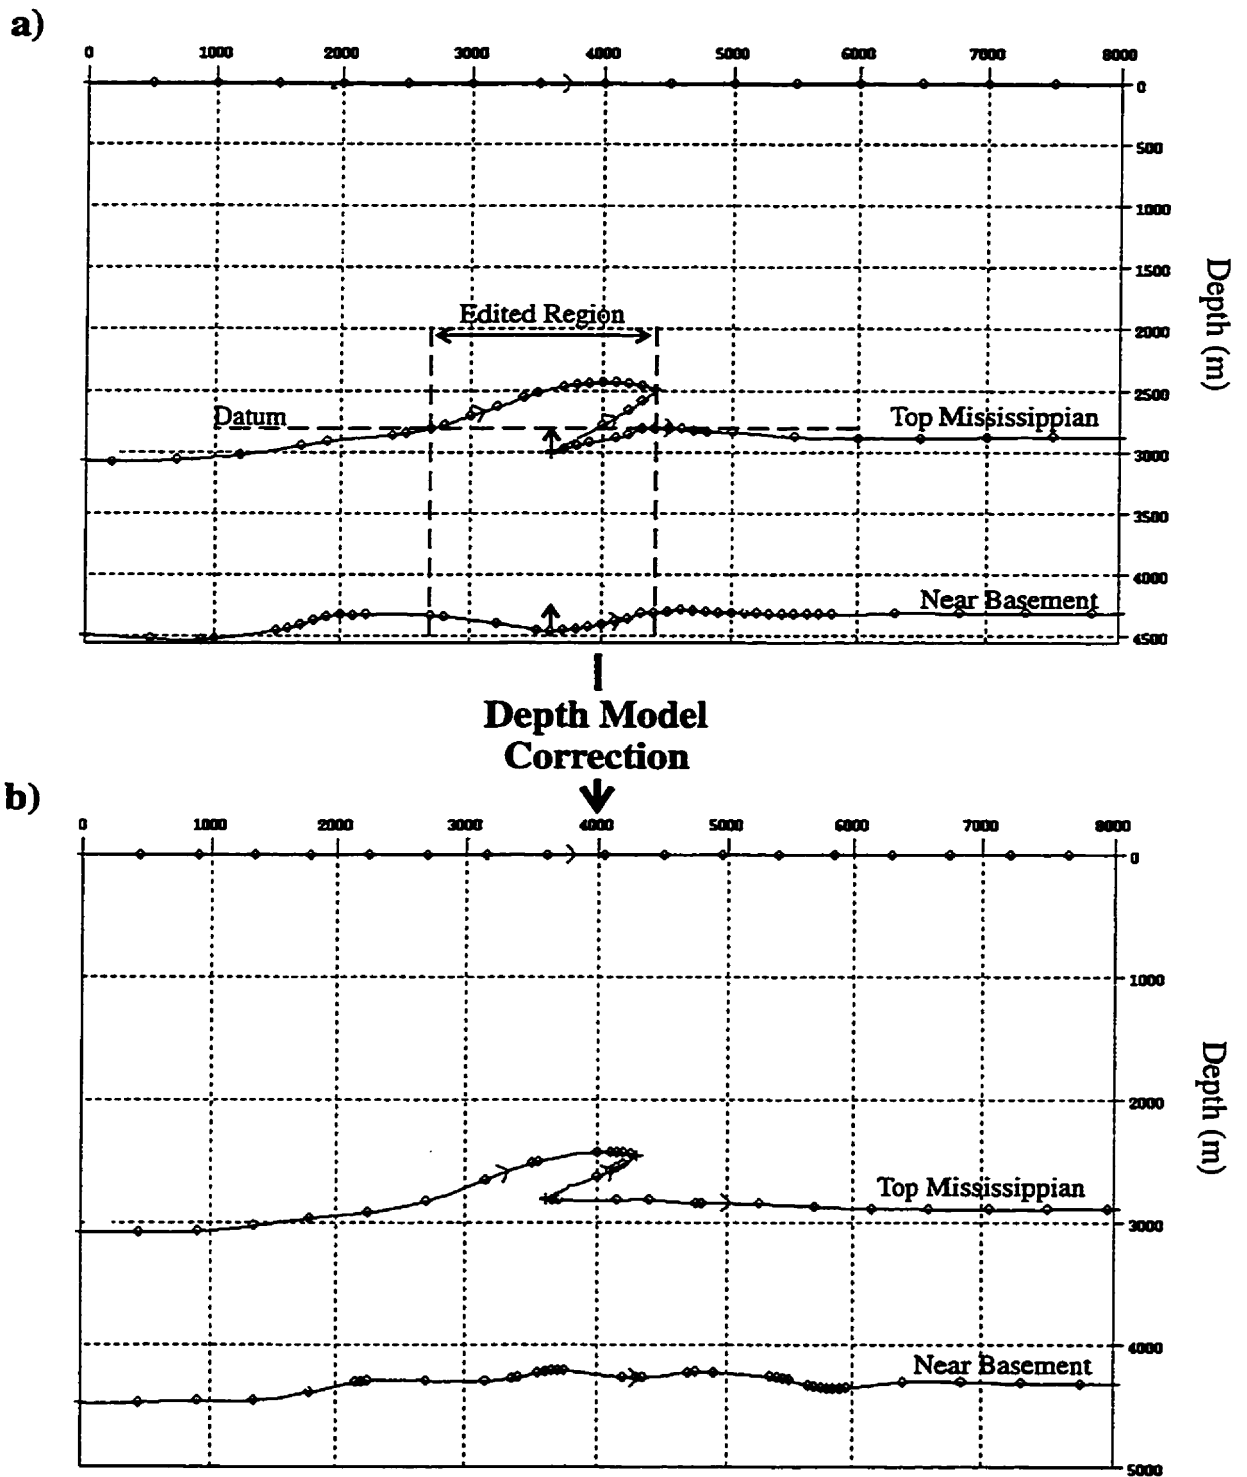 a)
0 1000 2000 3000 4000 5000 6000 7000 8000
0
500
1000
1500
Depth (m)
Edited Region
2000
2500
Datum
Top Mississippian
3000
3500
4000
Near Basement
4500
Depth Model
Correction
b)
0 1000 2000 3000 4000 5000 6000 7000 8000
0
1000
Depth (m)
2000
Top Mississippian
3000
4000
Near Basement
5000